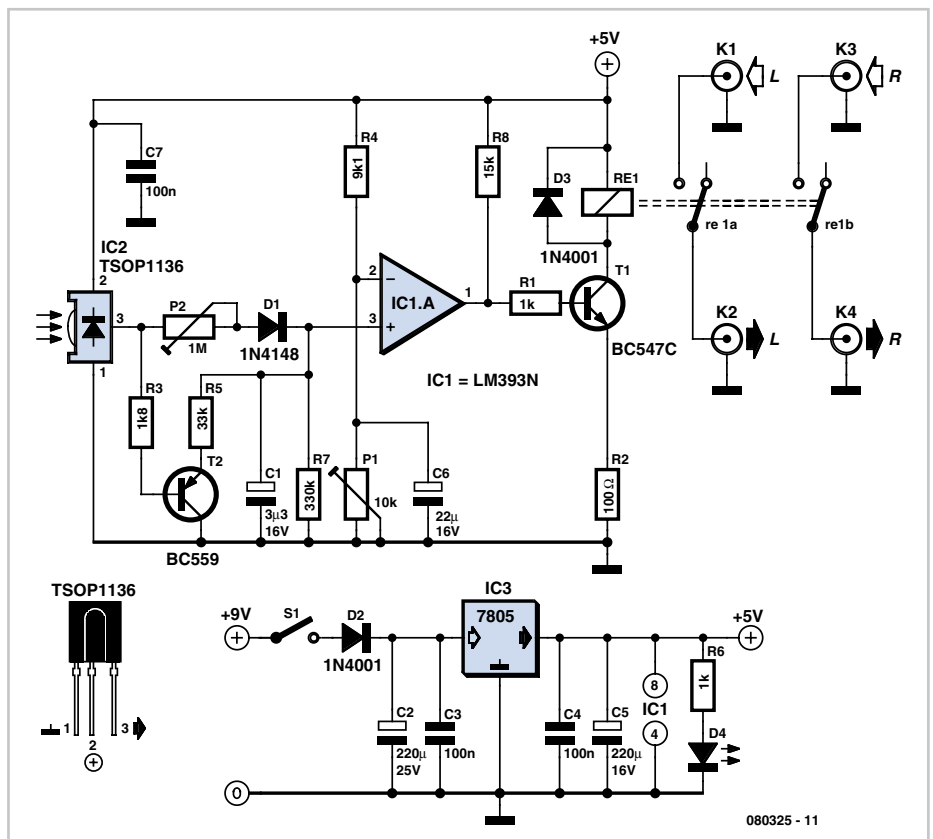 +5V
K1
K3
L
R
R4
9k1
R8
15k
C7
100n
D3
RE1
1N4001
re 1a
re1b
IC2
TSOP1136
2
3
1
P2
1M
D1
1N4148
2
3
−
+
IC1.A
1
R1
1k
T1
BC547C
K2
K4
L
R
IC1 = LM393N
R3
1k8
R5
33k
T2
BC559
C1
3µ3
16V
R7
330k
P1
10k
C6
22µ
16V
R2
100Ω
TSOP1136
1
2
3
+9V
S1
D2
1N4001
IC3
7805
+5V
C2
220µ
25V
C3
100n
C4
100n
C5
220µ
16V
8
IC1
4
R6
1k
D4
0
080325 - 11